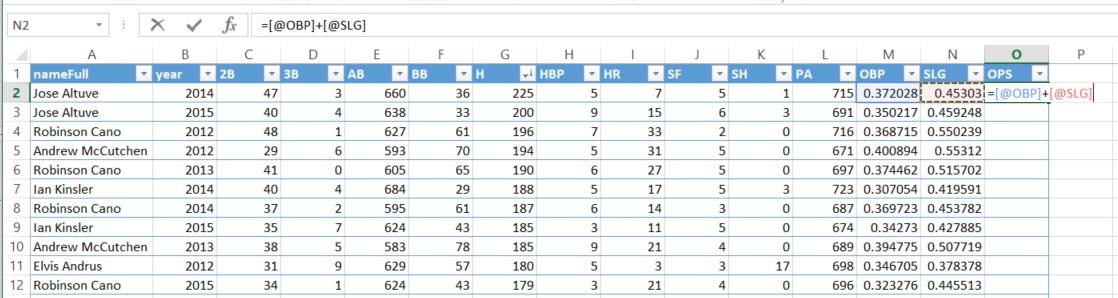 N2 fx =[@OBP]+[@SLG]
A B C D E F G H I J K L M N O P
1 nameFull year 2B 3B AB BB H HBP HR SF SH PA OBP SLG OPS
2 Jose Altuve 2014 47 3 660 36 225 5 7 5 1 715 0.372028 0.45303 =[@OBP]+[@SLG]
3 Jose Altuve 2015 40 4 638 33 200 9 15 6 3 691 0.350217 0.459248
4 Robinson Cano 2012 48 1 627 61 196 7 33 2 0 716 0.368715 0.550239
5 Andrew McCutchen 2012 29 6 593 70 194 5 31 5 0 671 0.400894 0.55312
6 Robinson Cano 2013 41 0 605 65 190 6 27 5 0 697 0.374462 0.515702
7 Ian Kinsler 2014 40 4 684 29 188 5 17 5 3 723 0.307054 0.419591
8 Robinson Cano 2014 37 2 595 61 187 6 14 3 0 687 0.369723 0.453782
9 Ian Kinsler 2015 35 7 624 43 185 3 11 5 0 674 0.34273 0.427885
10 Andrew McCutchen 2013 38 5 583 78 185 9 21 4 0 689 0.394775 0.507719
11 Elvis Andrus 2012 31 9 629 57 180 5 3 3 17 698 0.346705 0.378378
12 Robinson Cano 2015 34 1 624 43 179 3 21 4 0 696 0.323276 0.445513